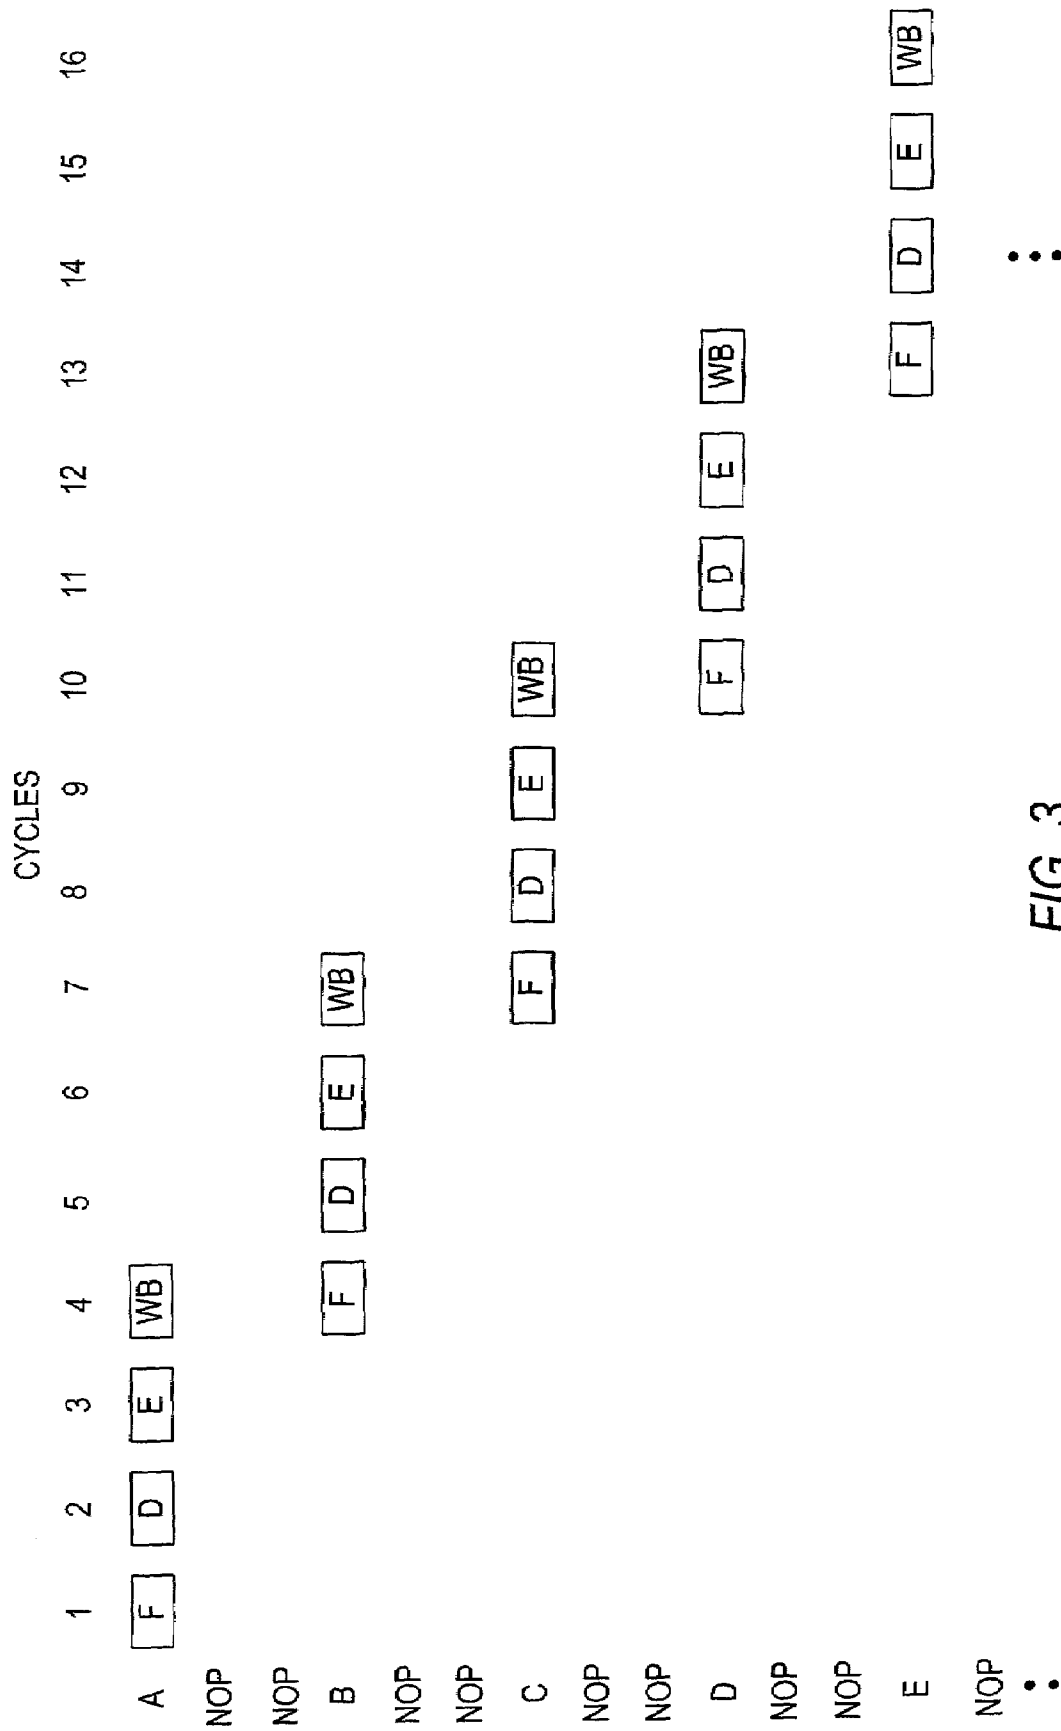 CYCLES
1 2 3 4 5 6 7 8 9 10 11 12 13 14 15 16
A F D E WB
NOP
NOP
B F D E WB
NOP
NOP
C F D E WB
NOP
NOP
D F D E WB
NOP
NOP
E F D E WB
NOP
FIG. 3